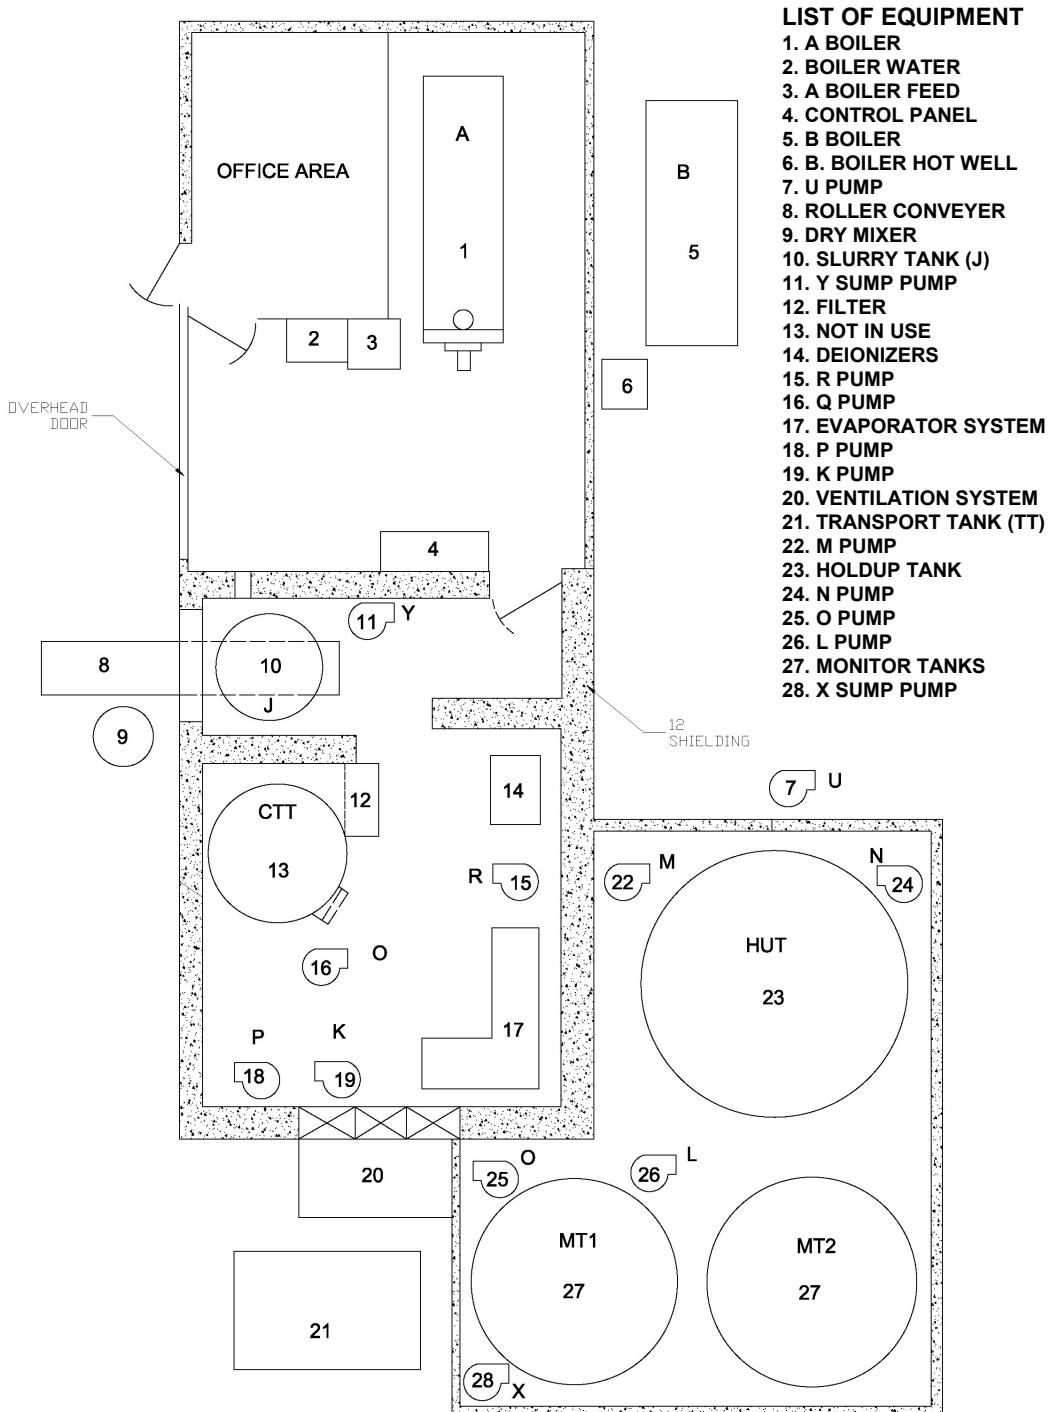 LIST OF EQUIPMENT
1. A BOILER
2. BOILER WATER
3. A BOILER FEED
4. CONTROL PANEL
5. B BOILER
6. B. BOILER HOT WELL
7. U PUMP
8. ROLLER CONVEYER
9. DRY MIXER
10. SLURRY TANK (J)
11. Y SUMP PUMP
12. FILTER
13. NOT IN USE
14. DEIONIZERS
15. R PUMP
16. Q PUMP
17. EVAPORATOR SYSTEM
18. P PUMP
19. K PUMP
20. VENTILATION SYSTEM
21. TRANSPORT TANK (TT)
22. M PUMP
23. HOLDUP TANK
24. N PUMP
25. O PUMP
26. L PUMP
27. MONITOR TANKS
28. X SUMP PUMP
A
OFFICE AREA
B
1
5
2
3
6
OVERHEAD
DOOR
4
11
Y
8
10
J
12
SHIELDING
9
7
U
14
12
CTT
13
R
15
22
M
N
24
HUT
23
16
O
17
P
K
18
19
20
25
O
26
L
MT1
27
MT2
27
21
28
X